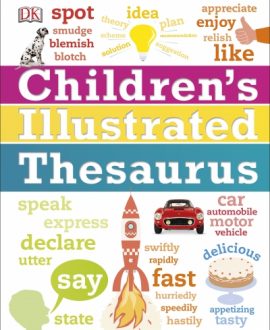 DK
spot
smudge
blemish
blotch
idea
theory
plan
scheme
recommendation
solution
suggestion
appreciate
enjoy
relish
like
Children's
Illustrated
Thesaurus
speak
express
declare
utter
say
state
swiftly
rapidly
fast
hurriedly
speedily
hastily
car
automobile
motor
vehicle
delicious
appetizing
tasty